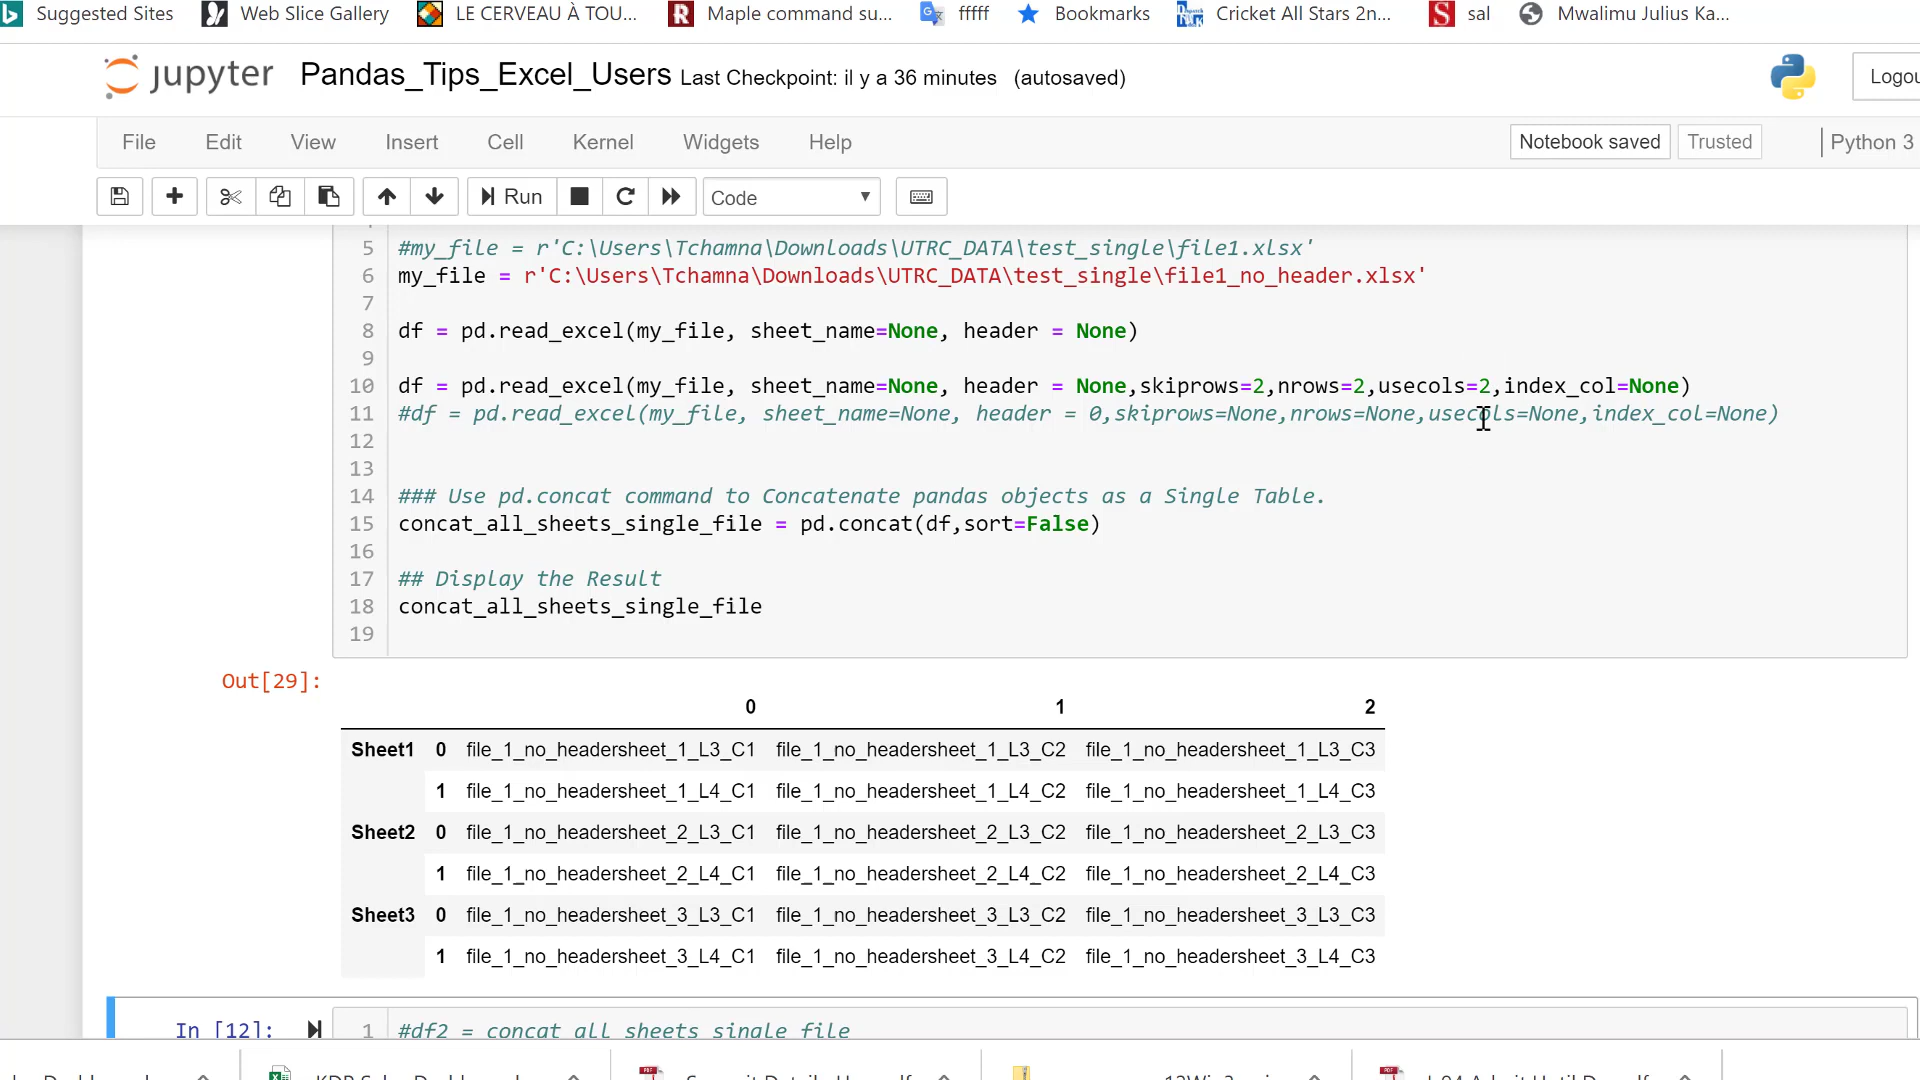 Suggested Sites Web Slice Gallery LE CERVEAU À TOU... Maple command su... fffff Bookmarks Cricket All Stars 2n... sal Mwalimu Julius Ka...
jupyter Pandas_Tips_Excel_Users Last Checkpoint: il y a 36 minutes (autosaved) Logou
File Edit View Insert Cell Kernel Widgets Help Notebook saved Trusted Python 3
Run Code
5 #my_file = r'C:\Users\Tchamna\Downloads\UTRC_DATA\test_single\file1.xlsx'
6 my_file = r'C:\Users\Tchamna\Downloads\UTRC_DATA\test_single\file1_no_header.xlsx'
7
8 df = pd.read_excel(my_file, sheet_name=None, header = None)
9
10 df = pd.read_excel(my_file, sheet_name=None, header = None,skiprows=2,nrows=2,usecols=2,index_col=None)
11 #df = pd.read_excel(my_file, sheet_name=None, header = 0,skiprows=None,nrows=None,usecols=None,index_col=None)
12
13
14 ### Use pd.concat command to Concatenate pandas objects as a Single Table.
15 concat_all_sheets_single_file = pd.concat(df,sort=False)
16
17 ## Display the Result
18 concat_all_sheets_single_file
19
Out[29]:
0 1 2
Sheet1 0 file_1_no_headersheet_1_L3_C1 file_1_no_headersheet_1_L3_C2 file_1_no_headersheet_1_L3_C3
1 file_1_no_headersheet_1_L4_C1 file_1_no_headersheet_1_L4_C2 file_1_no_headersheet_1_L4_C3
Sheet2 0 file_1_no_headersheet_2_L3_C1 file_1_no_headersheet_2_L3_C2 file_1_no_headersheet_2_L3_C3
1 file_1_no_headersheet_2_L4_C1 file_1_no_headersheet_2_L4_C2 file_1_no_headersheet_2_L4_C3
Sheet3 0 file_1_no_headersheet_3_L3_C1 file_1_no_headersheet_3_L3_C2 file_1_no_headersheet_3_L3_C3
1 file_1_no_headersheet_3_L4_C1 file_1_no_headersheet_3_L4_C2 file_1_no_headersheet_3_L4_C3
In [12]: 1 #df2 = concat_all_sheets_single_file